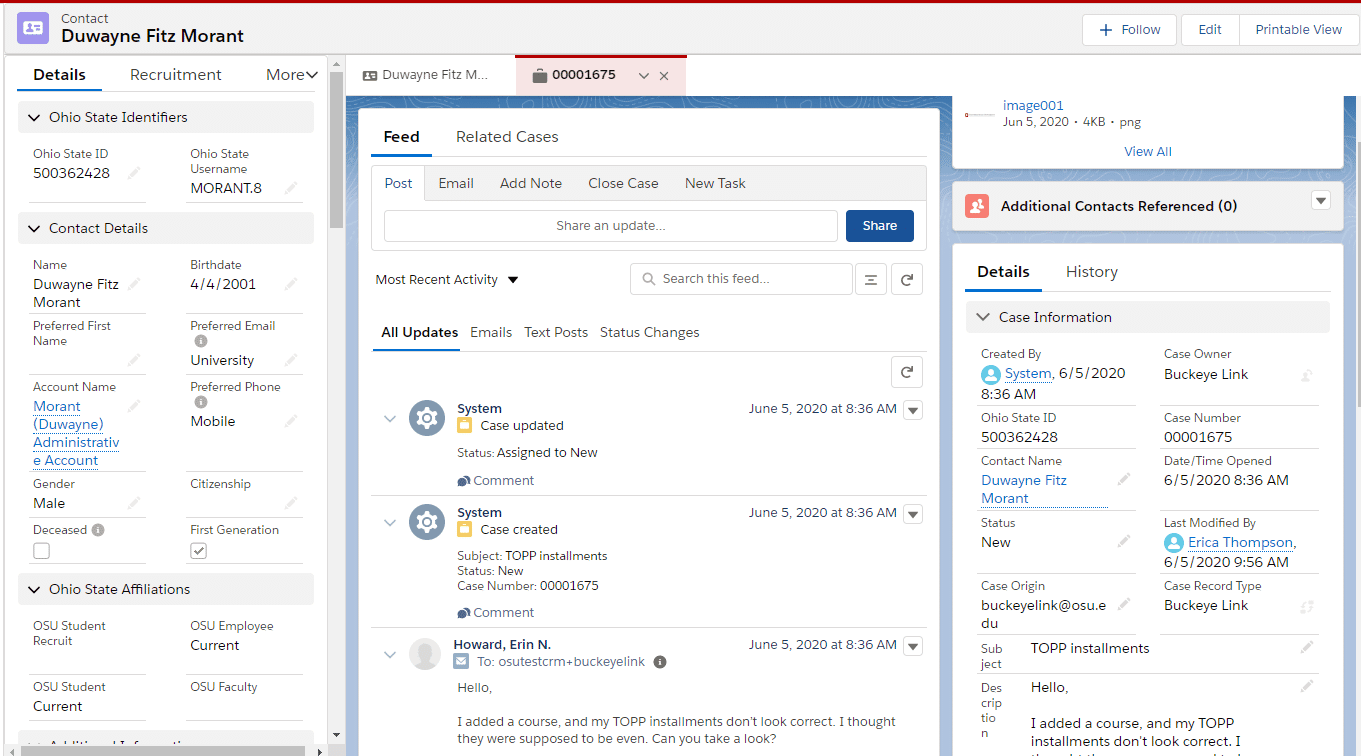 Contact
Duwayne Fitz Morant
Follow
Edit
Printable View
Details
Recruitment
More
Ohio State Identifiers
Ohio State ID
500362428
Ohio State
Username
MORANT.8
Contact Details
Name
Duwayne Fitz
Morant
Birthdate
4/4/2001
Preferred First
Name
Preferred Email
University
Account Name
Morant
(Duwayne)
Administrativ
e Account
Preferred Phone
Mobile
Gender
Male
Citizenship
Deceased
First Generation
Ohio State Affiliations
OSU Student
Recruit
OSU Employee
Current
OSU Student
Current
OSU Faculty
Duwayne Fitz M...
00001675
Feed
Related Cases
Post
Email
Add Note
Close Case
New Task
Share an update...
Share
Most Recent Activity
Search this feed...
All Updates
Emails
Text Posts
Status Changes
System
June 5, 2020 at 8:36 AM
Case updated
Status: Assigned to New
Comment
System
June 5, 2020 at 8:36 AM
Case created
Subject: TOPP installments
Status: New
Case Number: 00001675
Comment
Howard, Erin N.
June 5, 2020 at 8:36 AM
To: osutestcrm+buckeyelink
Hello,
I added a course, and my TOPP installments don't look correct. I thought
they were supposed to be even. Can you take a look?
image001
Jun 5, 2020 • 4KB • png
View All
Additional Contacts Referenced (0)
Details
History
Case Information
Created By
System, 6/5/2020
8:36 AM
Case Owner
Buckeye Link
Ohio State ID
500362428
Case Number
00001675
Contact Name
Duwayne Fitz
Morant
Date/Time Opened
6/5/2020 8:36 AM
Status
New
Last Modified By
Erica Thompson,
6/5/2020 9:56 AM
Case Origin
buckeyelink@osu.e
du
Case Record Type
Buckeye Link
Sub
ject
TOPP installments
Des
crip
tio
n
Hello,
I added a course, and my TOPP
installments don't look correct. I